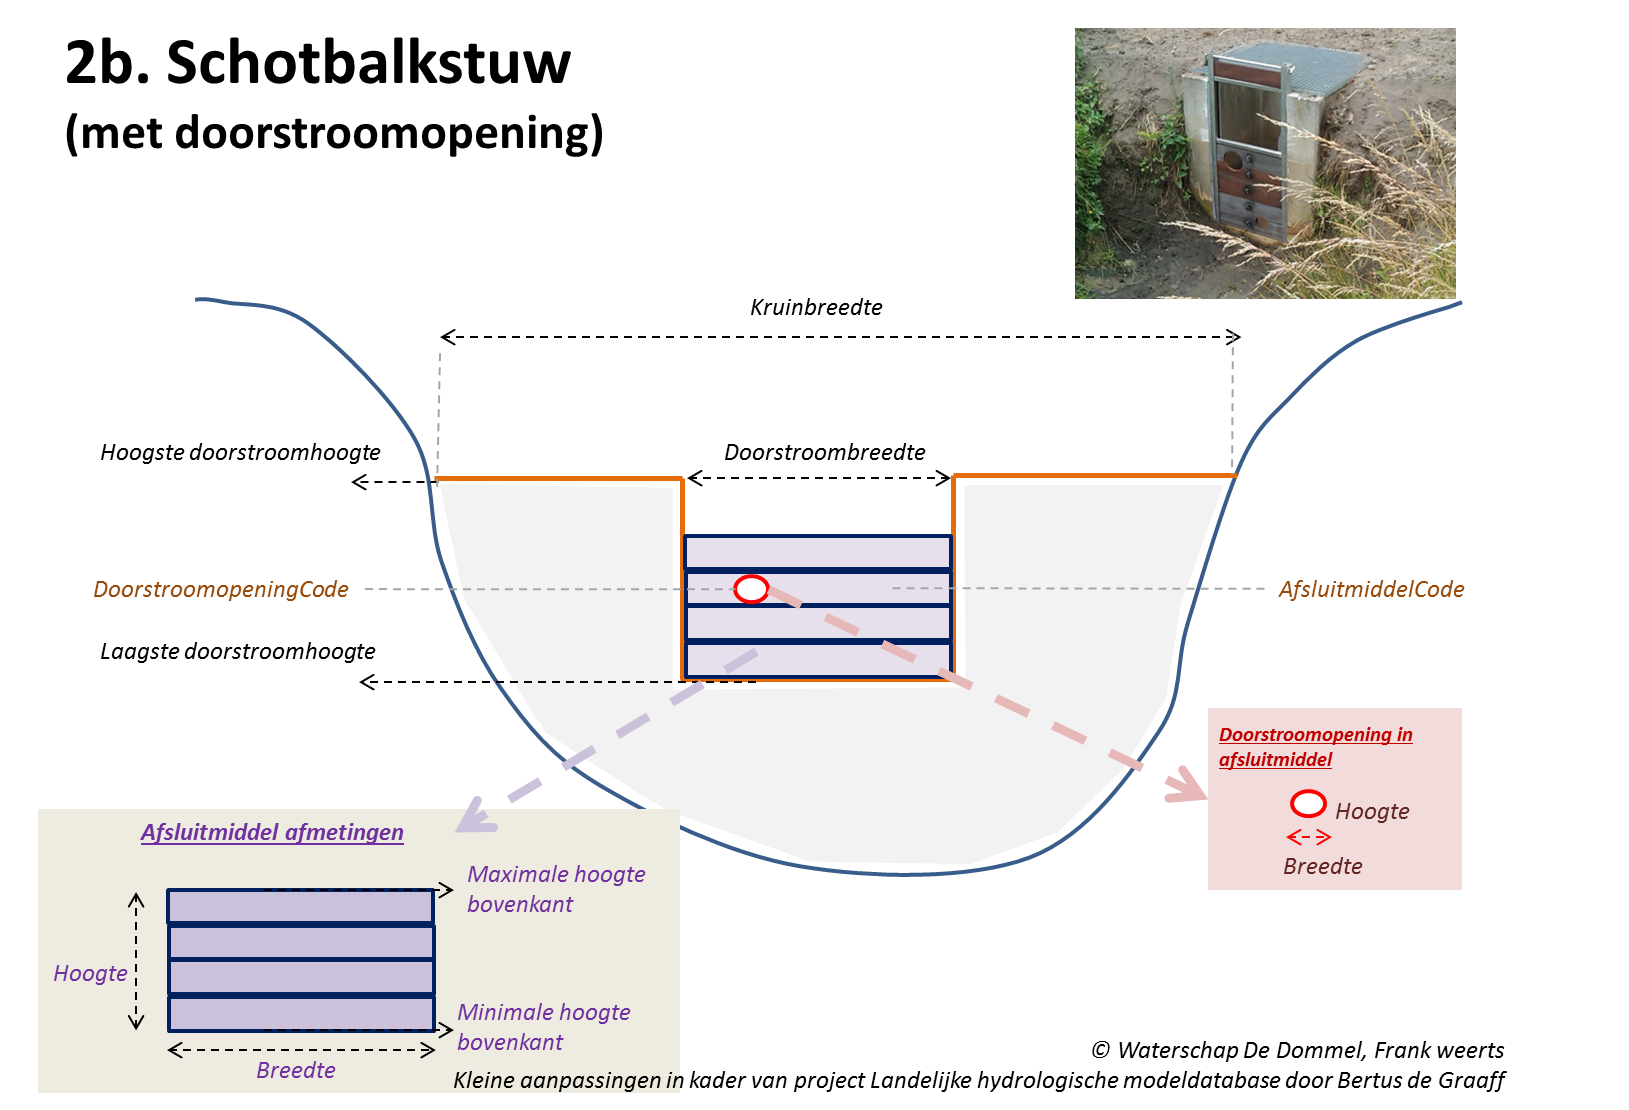 2b. Schotbalkstuw
(met doorstroomopening)
Kruinbreedte
Hoogste doorstroomhoogte
Doorstroombreedte
DoorstroomopeningCode
AfsluitmiddelCode
Laagste doorstroomhoogte
Doorstroomopening in
afsluitmiddel
Hoogte
Breedte
Afsluitmiddel afmetingen
Maximale hoogte
bovenkant
Hoogte
Minimale hoogte
bovenkant
Breedte
© Waterschap De Dommel, Frank weerts
Kleine aanpassingen in kader van project Landelijke hydrologische modeldatabase door Bertus de Graaff